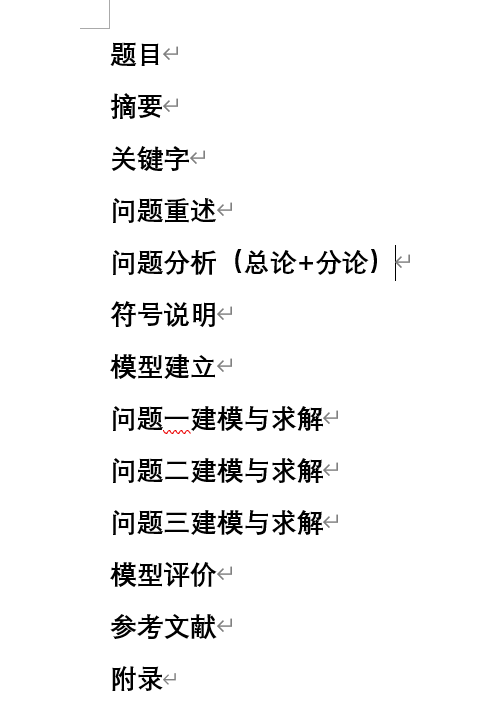 题目
摘要
关键字
问题重述
问题分析（总论+分论）
符号说明
模型建立
问题一建模与求解
问题二建模与求解
问题三建模与求解
模型评价
参考文献
附录